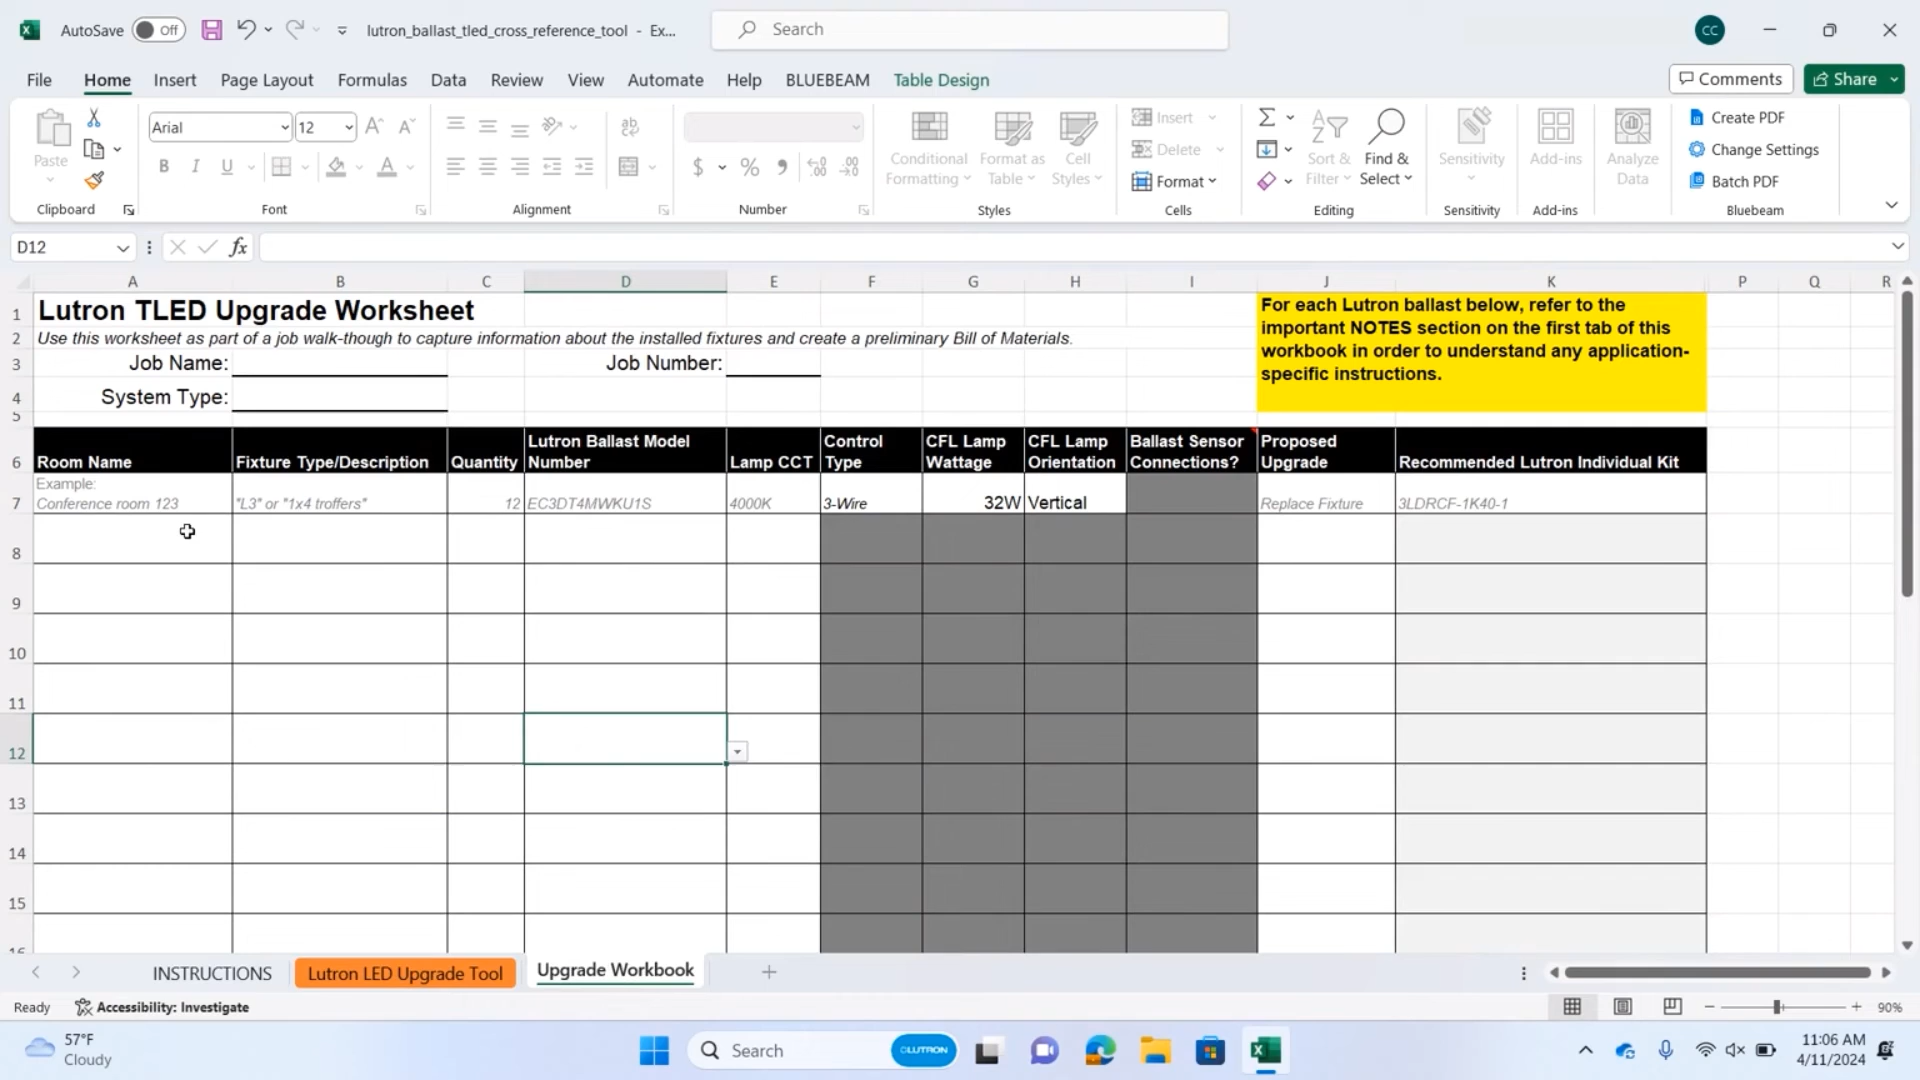 AutoSave Off lutron_ballast_tled_cross_reference_tool - Ex... Search CC
File Home Insert Page Layout Formulas Data Review View Automate Help BLUEBEAM Table Design Comments Share
Paste Arial 12 ab Insert Delete Format Conditional Formatting Format as Table Cell Styles Sort & Filter Find & Select Sensitivity Add-ins Analyze Data Create PDF Change Settings Batch PDF
B I U $ % 9
Clipboard Font Alignment Number Styles Cells Editing Sensitivity Add-ins Bluebeam
D12 fx
A B C D E F G H I J K P Q R
1 Lutron TLED Upgrade Worksheet
2 Use this worksheet as part of a job walk-though to capture information about the installed fixtures and create a preliminary Bill of Materials.
3 Job Name: Job Number:
4 System Type:
5
For each Lutron ballast below, refer to the
important NOTES section on the first tab of this
workbook in order to understand any application-
specific instructions.
6 Room Name Fixture Type/Description Quantity Lutron Ballast Model Number Lamp CCT Control Type CFL Lamp Wattage CFL Lamp Orientation Ballast Sensor Connections? Proposed Upgrade Recommended Lutron Individual Kit
Example:
7 Conference room 123 "L3" or "1x4 troffers" 12 EC3DT4MWKU1S 4000K 3-Wire 32W Vertical Replace Fixture 3LDRCF-1K40-1
8
9
10
11
12
13
14
15
16
INSTRUCTIONS Lutron LED Upgrade Tool Upgrade Workbook
Ready Accessibility: Investigate 90%
57°F
Cloudy
Search LUTRON
11:06 AM
4/11/2024